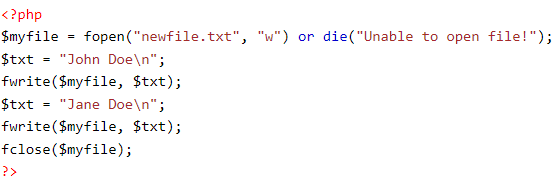 <?php
$myfile = fopen("newfile.txt", "w") or die("Unable to open file!");
$txt = "John Doe\n";
fwrite($myfile, $txt);
$txt = "Jane Doe\n";
fwrite($myfile, $txt);
fclose($myfile);
?>